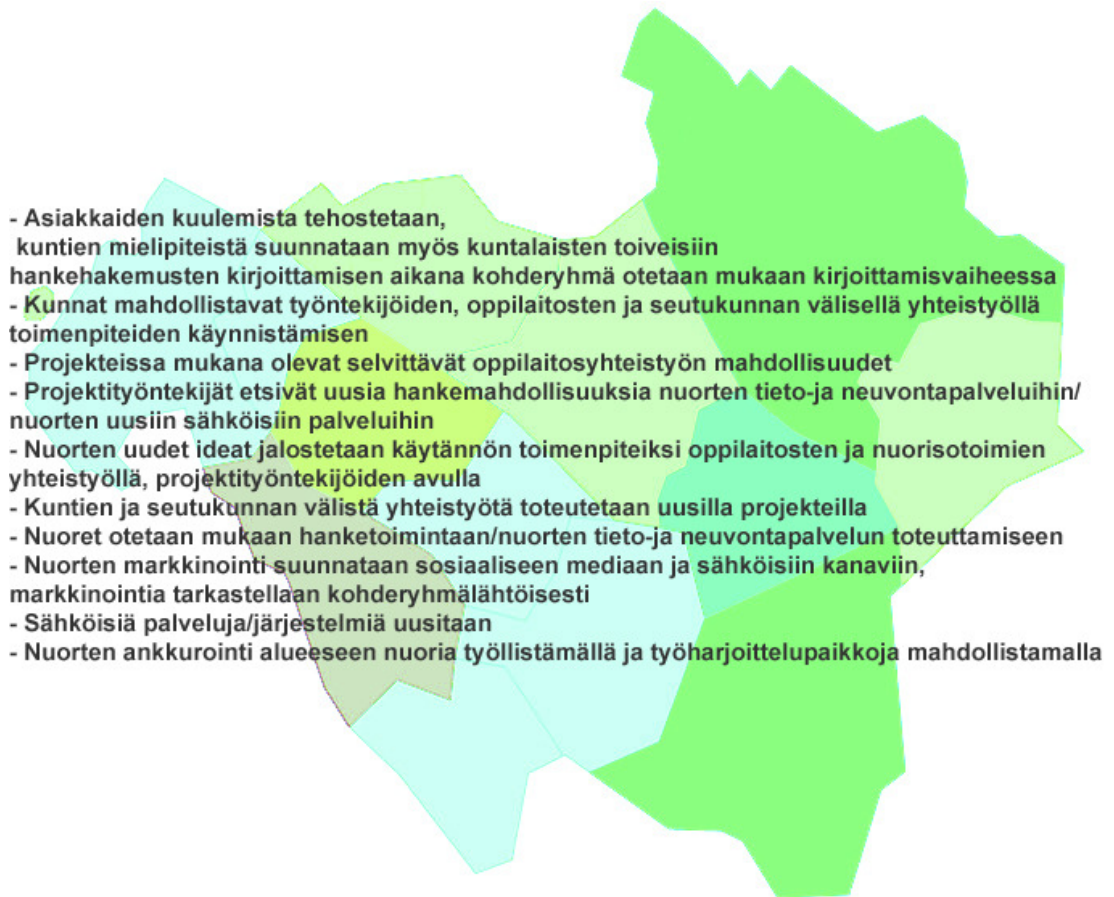 - Asiakkaiden kuulemista tehostetaan,
kuntien mielipiteistä suunnataan myös kuntalaisten toiveisiin
hankehakemusten kirjoittamisen aikana kohderyhmä otetaan mukaan kirjoittamisvaiheessa
- Kunnat mahdollistavat työntekijöiden, oppilaitosten ja seutukunnan välisellä yhteistyöllä
toimenpiteiden käynnistämisen
- Projekteissa mukana olevat selvittävät oppilaitosyhteistyön mahdollisuudet
- Projektityöntekijät etsivät uusia hankemahdollisuuksia nuorten tieto-ja neuvontapalveluihin/
nuorten uusiin sähköisiin palveluihin
- Nuorten uudet ideat jalostetaan käytännön toimenpiteiksi oppilaitosten ja nuorisotoimien
yhteistyöllä, projektityöntekijöiden avulla
- Kuntien ja seutukunnan välistä yhteistyötä toteutetaan uusilla projekteilla
- Nuoret otetaan mukaan hanketoimintaan/nuorten tieto-ja neuvontapalvelun toteuttamiseen
- Nuorten markkinointi suunnataan sosiaaliseen mediaan ja sähköisiin kanaviin,
markkinointia tarkastellaan kohderyhmälähtöisesti
- Sähköisiä palveluja/järjestelmiä uusitaan
- Nuorten ankkurointi alueeseen nuoria työllistämällä ja työharjoittelupaikkoja mahdollistamalla